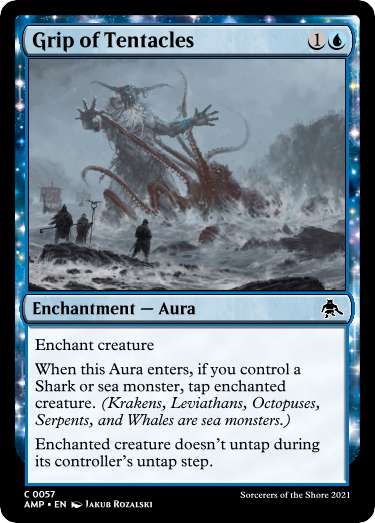 Grip of Tentacles 1
Enchantment — Aura
Enchant creature
When this Aura enters, if you control a
Shark or sea monster, tap enchanted
creature. (Krakens, Leviathans, Octopuses,
Serpents, and Whales are sea monsters.)
Enchanted creature doesn't untap during
its controller's untap step.
C 0057
AMP • EN Jakub Rozalski
Sorcerers of the Shore 2021